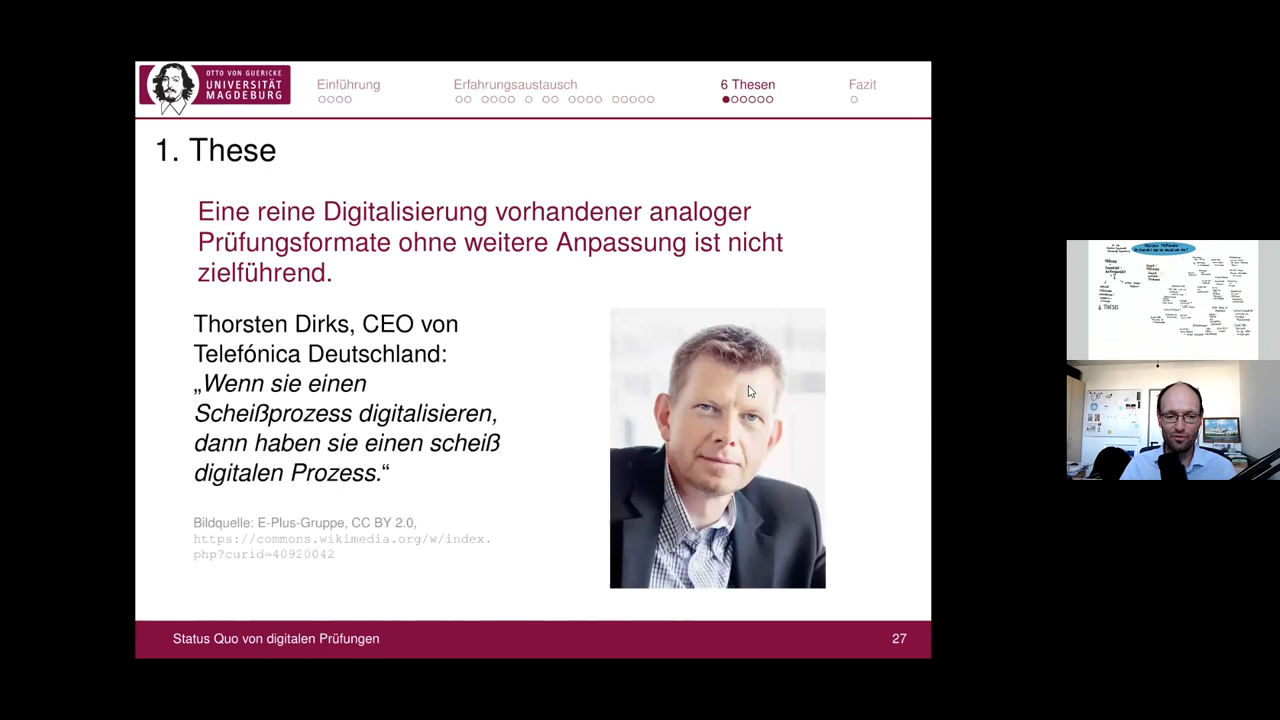 OTTO VON GUERICKE
UNIVERSITÄT
MAGDEBURG
Einführung
Erfahrungsaustausch
6 Thesen
Fazit
1. These
Eine reine Digitalisierung vorhandener analoger
Prüfungsformate ohne weitere Anpassung ist nicht
zielführend.
Thorsten Dirks, CEO von
Telefónica Deutschland:
„Wenn sie einen
Scheißprozess digitalisieren,
dann haben sie einen scheiß
digitalen Prozess.“
Bildquelle: E-Plus-Gruppe, CC BY 2.0,
https://commons.wikimedia.org/w/index.
php?curid=40920042
Status Quo von digitalen Prüfungen
27
6 THESEN